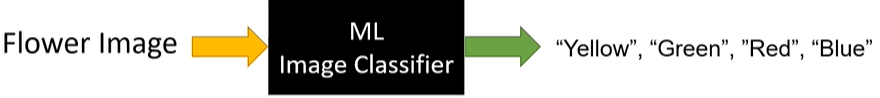 Flower Image
ML
Image Classifier
“Yellow”, “Green”, ”Red”, “Blue”